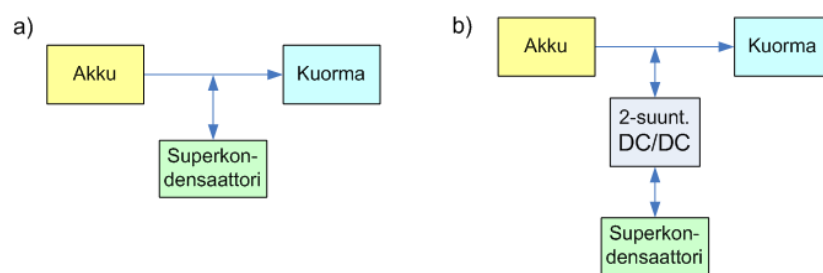 a)
Akku
Kuorma
Superkon-
densaattori
b)
Akku
Kuorma
2-suunt.
DC/DC
Superkon-
densaattori